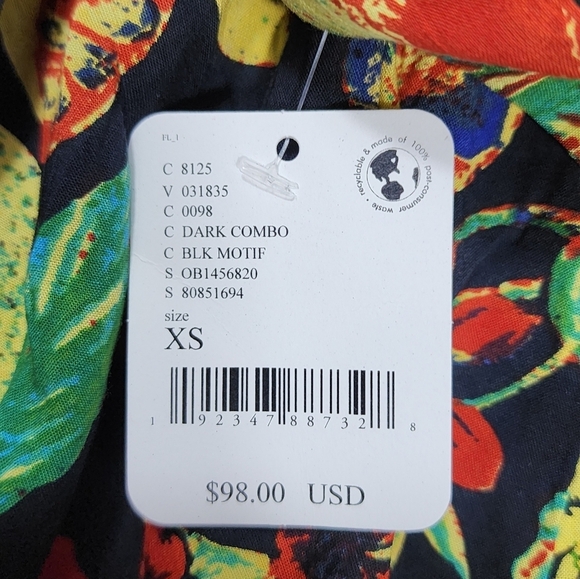 FL_1
recyclable & made of 100% post-consumer waste •
C 8125
V 031835
C 0098
C DARK COMBO
C BLK MOTIF
S OB1456820
S 80851694
size
XS
1 92347 88732 8
$98.00 USD